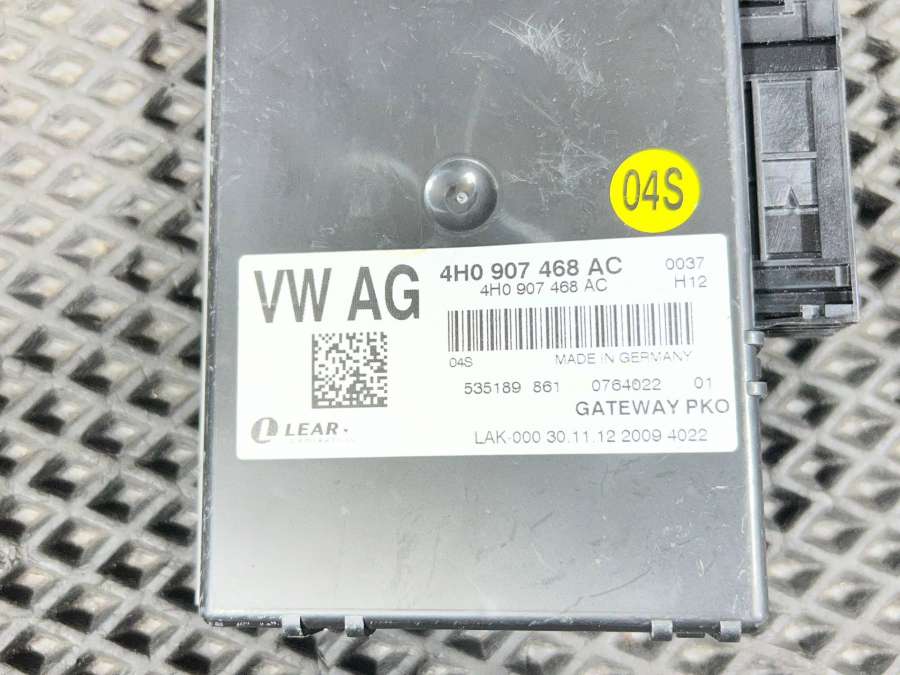 04S
VW AG
4H0 907 468 AC 0037
4H0 907 468 AC H12
04S MADE IN GERMANY
535189 861 0764022 01
GATEWAY PKO
LEAR
LAK-000 30.11.12 2009 4022